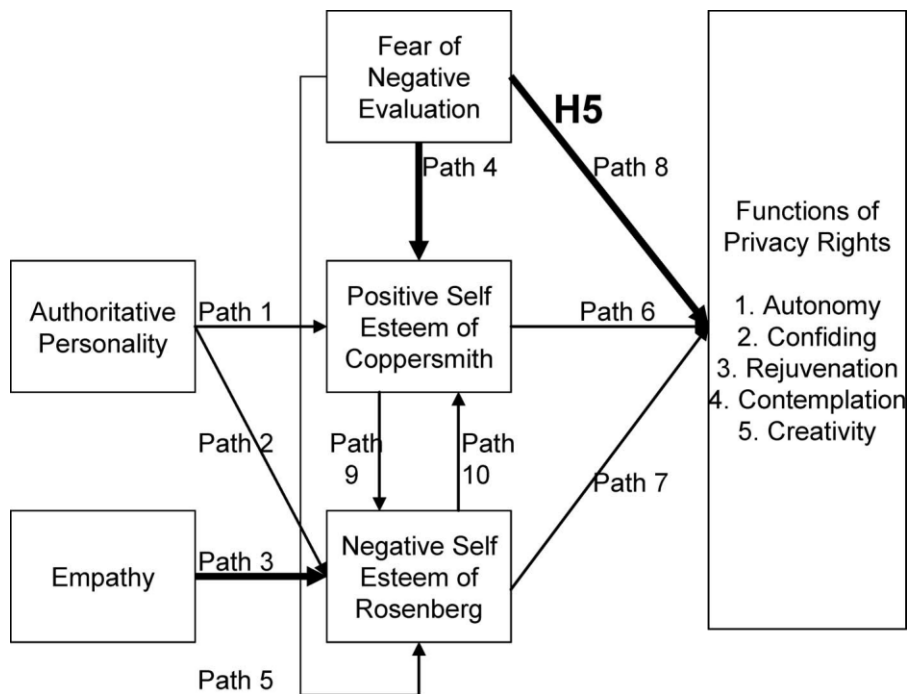 Fear of
Negative
Evaluation
H5
Path 4
Path 8
Functions of
Privacy Rights
1. Autonomy
2. Confiding
3. Rejuvenation
4. Contemplation
5. Creativity
Authoritative
Personality
Path 1
Positive Self
Esteem of
Coppersmith
Path 6
Path 2
Path
9
Path
10
Path 7
Empathy
Path 3
Negative Self
Esteem of
Rosenberg
Path 5